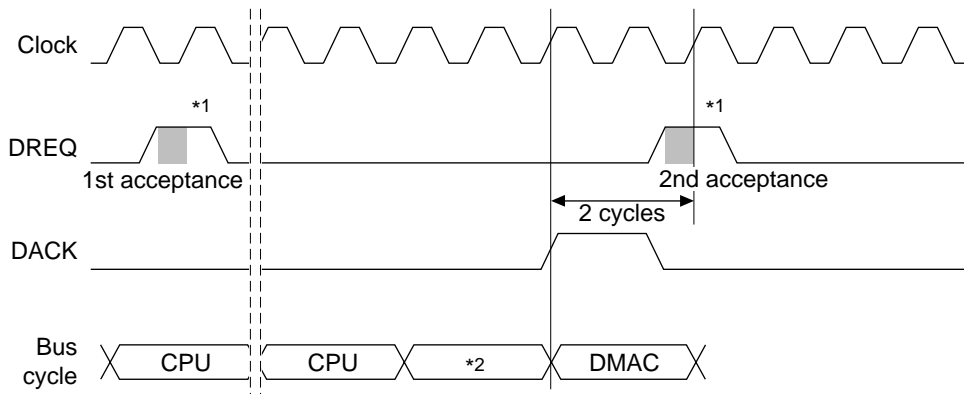 Clock
*1
*1
DREQ
1st acceptance
2nd acceptance
2 cycles
DACK
Bus
cycle
CPU
CPU
*2
DMAC